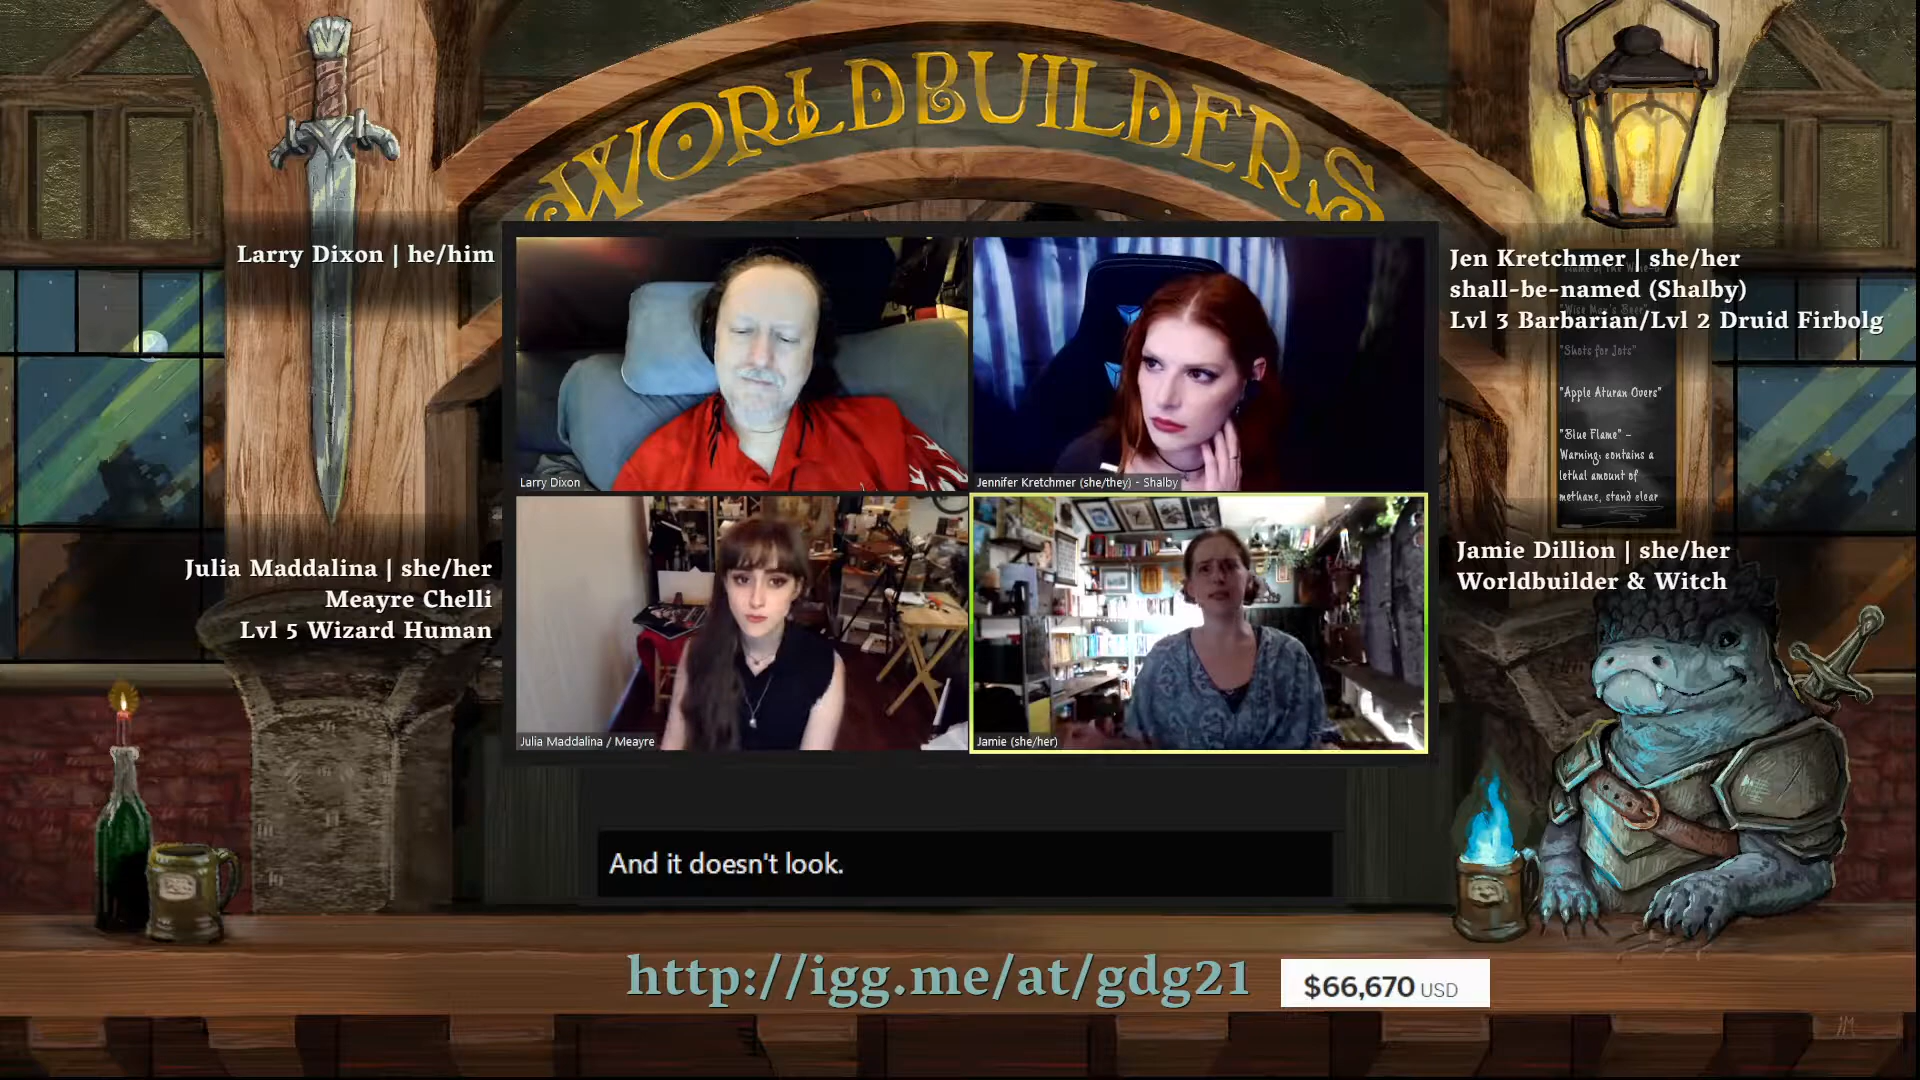 WORLDBUILDERS
Larry Dixon | he/him
Jen Kretchmer | she/her
shall-be-named (Shalby)
Lvl 3 Barbarian/Lvl 2 Druid Firbolg
"Shots for Jots"
"Apple Aturan Overs"
"Blue Flame" –
Warning: contains a
lethal amount of
methane, stand clear
Larry Dixon
Jennifer Kretchmer (she/they) - Shalby
Julia Maddalina | she/her
Meayre Chelli
Lvl 5 Wizard Human
Jamie Dillion | she/her
Worldbuilder & Witch
Julia Maddalina / Meayre
Jamie (she/her)
And it doesn't look.
http://igg.me/at/gdg21
$66,670 USD